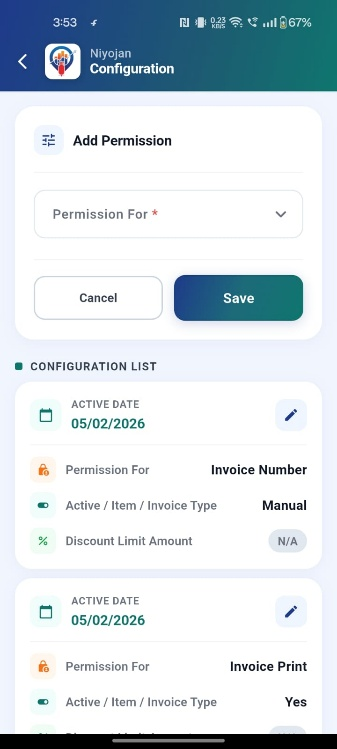 3:53
0.23
KB/S
67%
Niyojan
Configuration
Add Permission
Permission For *
Cancel
Save
CONFIGURATION LIST
ACTIVE DATE
05/02/2026
Permission For Invoice Number
Active / Item / Invoice Type Manual
% Discount Limit Amount N/A
ACTIVE DATE
05/02/2026
Permission For Invoice Print
Active / Item / Invoice Type Yes